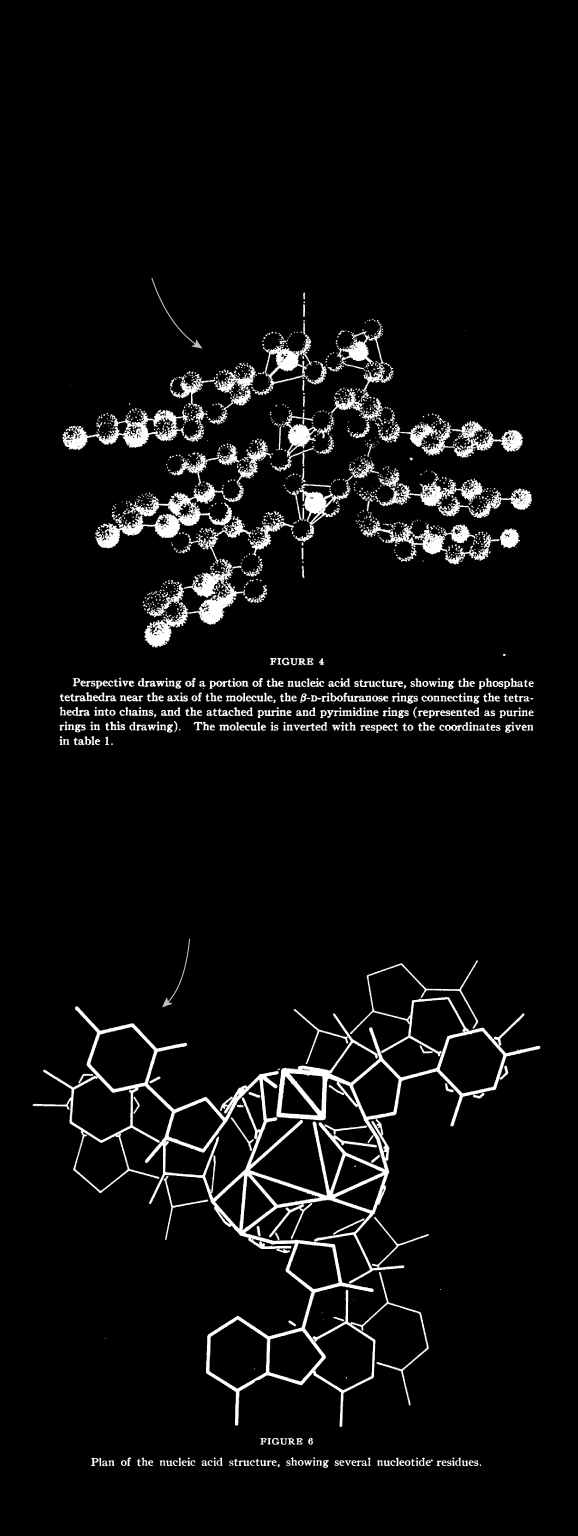 FIGURE 4
Perspective drawing of a portion of the nucleic acid structure, showing the phosphate
tetrahedra near the axis of the molecule, the β-D-ribofuranose rings connecting the tetra-
hedra into chains, and the attached purine and pyrimidine rings (represented as purine
rings in this drawing). The molecule is inverted with respect to the coordinates given
in table 1.
FIGURE 6
Plan of the nucleic acid structure, showing several nucleotide residues.